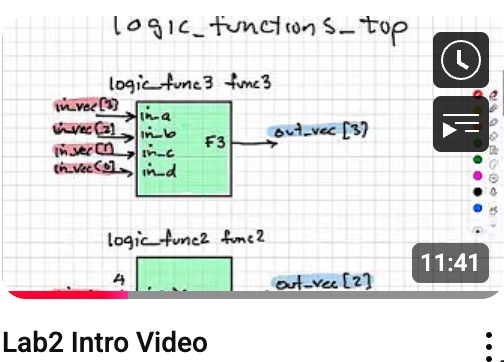 logic_functions_top
logic_func3 func3
in_vec[3]
in_vec[2]
in_vec[1]
in_vec[0]
in_a
in_b
in_c
in_d
F3
out_vec [3]
logic_func2 func2
4
out_vec [2]
11:41
Lab2 Intro Video